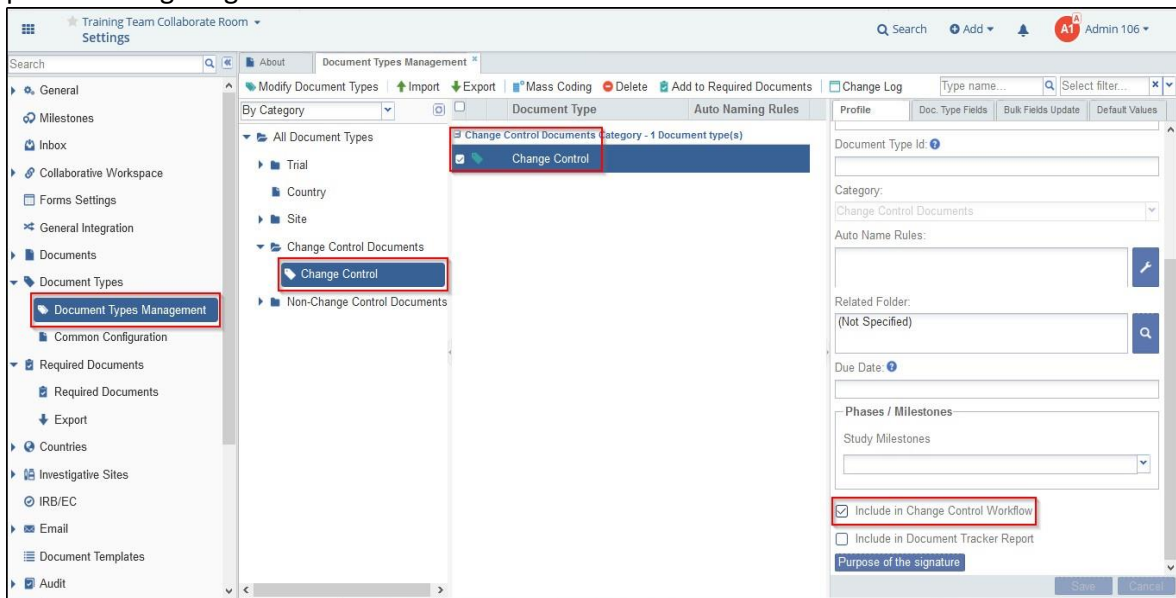 Training Team Collaborate Room
Settings
Search
Add
A1
A
Admin 106
Search
About
Document Types Management
General
Milestones
Inbox
Collaborative Workspace
Forms Settings
General Integration
Documents
Document Types
Document Types Management
Common Configuration
Required Documents
Required Documents
Export
Countries
Investigative Sites
IRB/EC
Email
Document Templates
Audit
Modify Document Types
Import
Export
Mass Coding
Delete
Add to Required Documents
Change Log
Type name...
Select filter...
By Category
All Document Types
Trial
Country
Site
Change Control Documents
Change Control
Non-Change Control Documents
Document Type
Auto Naming Rules
Change Control Documents Category - 1 Document type(s)
Change Control
Profile
Doc. Type Fields
Bulk Fields Update
Default Values
Document Type Id:
Category:
Change Control Documents
Auto Name Rules:
Related Folder:
(Not Specified)
Due Date:
Phases / Milestones
Study Milestones
Include in Change Control Workflow
Include in Document Tracker Report
Purpose of the signature
Save
Cancel